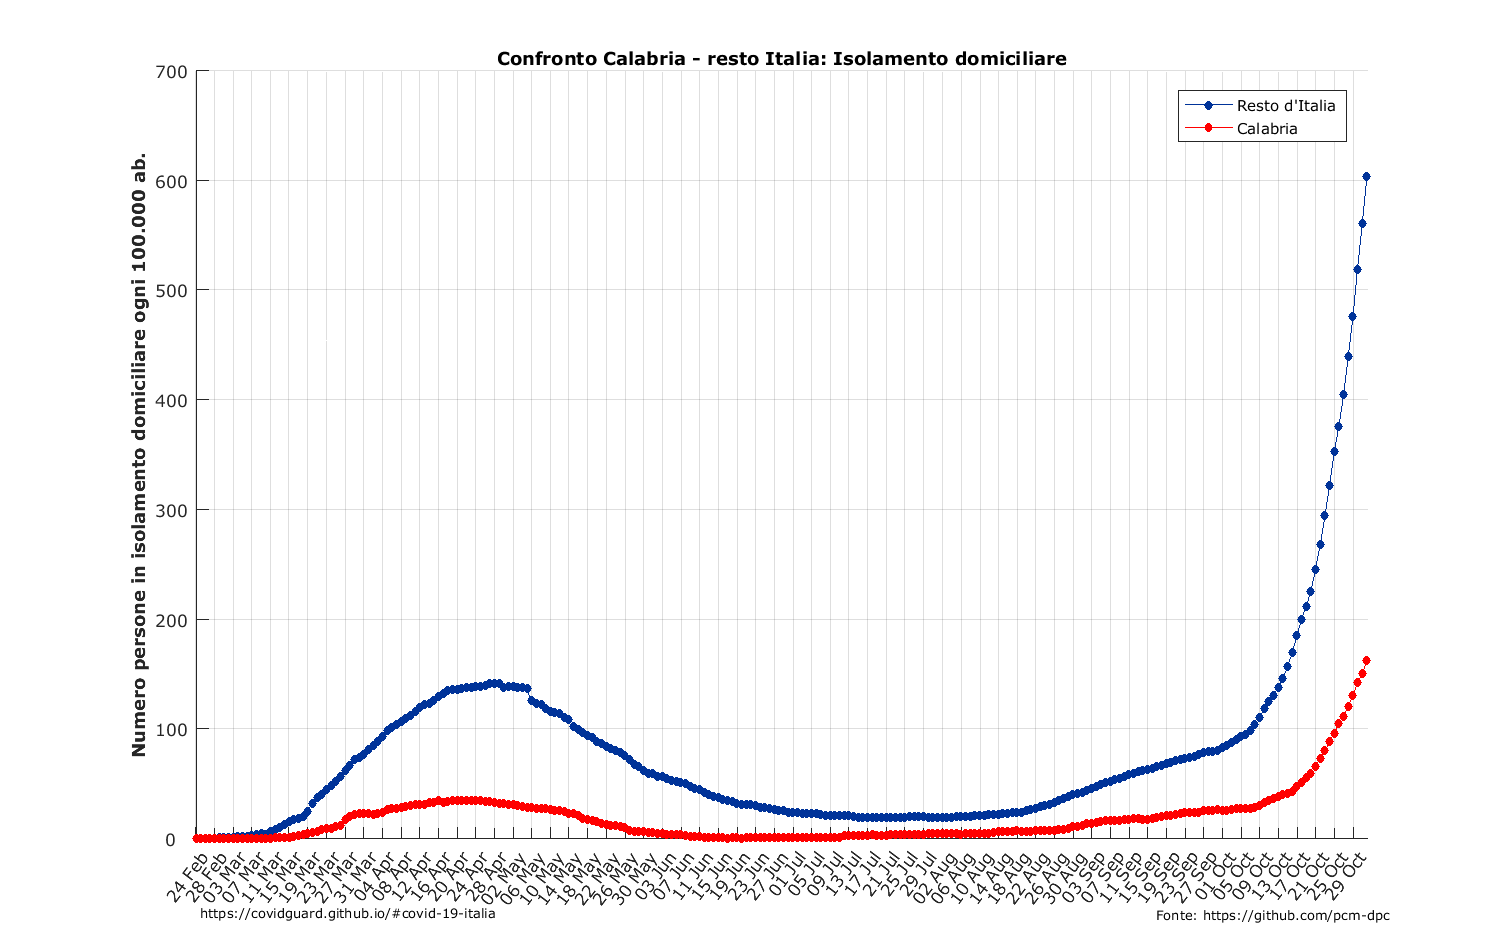 Confronto Calabria - resto Italia: Isolamento domiciliare
Resto d'Italia
Calabria
Numero persone in isolamento domiciliare ogni 100.000 ab.
700
600
500
400
300
200
100
0
24 Feb
28 Feb
03 Mar
07 Mar
11 Mar
15 Mar
19 Mar
23 Mar
27 Mar
31 Mar
04 Apr
08 Apr
12 Apr
16 Apr
20 Apr
24 Apr
28 Apr
02 May
06 May
10 May
14 May
18 May
22 May
26 May
30 May
03 Jun
07 Jun
11 Jun
15 Jun
19 Jun
23 Jun
27 Jun
01 Jul
05 Jul
09 Jul
13 Jul
17 Jul
21 Jul
25 Jul
29 Jul
02 Aug
06 Aug
10 Aug
14 Aug
18 Aug
22 Aug
26 Aug
30 Aug
03 Sep
07 Sep
11 Sep
15 Sep
19 Sep
23 Sep
27 Sep
01 Oct
05 Oct
09 Oct
13 Oct
17 Oct
21 Oct
25 Oct
29 Oct
https://covidguard.github.io/#covid-19-italia
Fonte: https://github.com/pcm-dpc